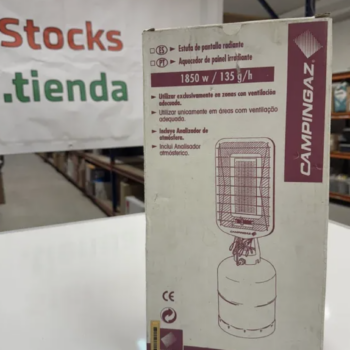 Stocks
.tienda
ES Estufa de pantalla radiante
PT Aquecedor de painel irradiante
1850 w / 135 g/h
Utilizar exclusivamente en zonas con ventilación
adecuada.
Utilizar unicamente em áreas com ventilação
adequada.
Incluye Analizador de
atmósfera.
Inclui Analisador
atmósferico.
CAMPINGAZ
CE